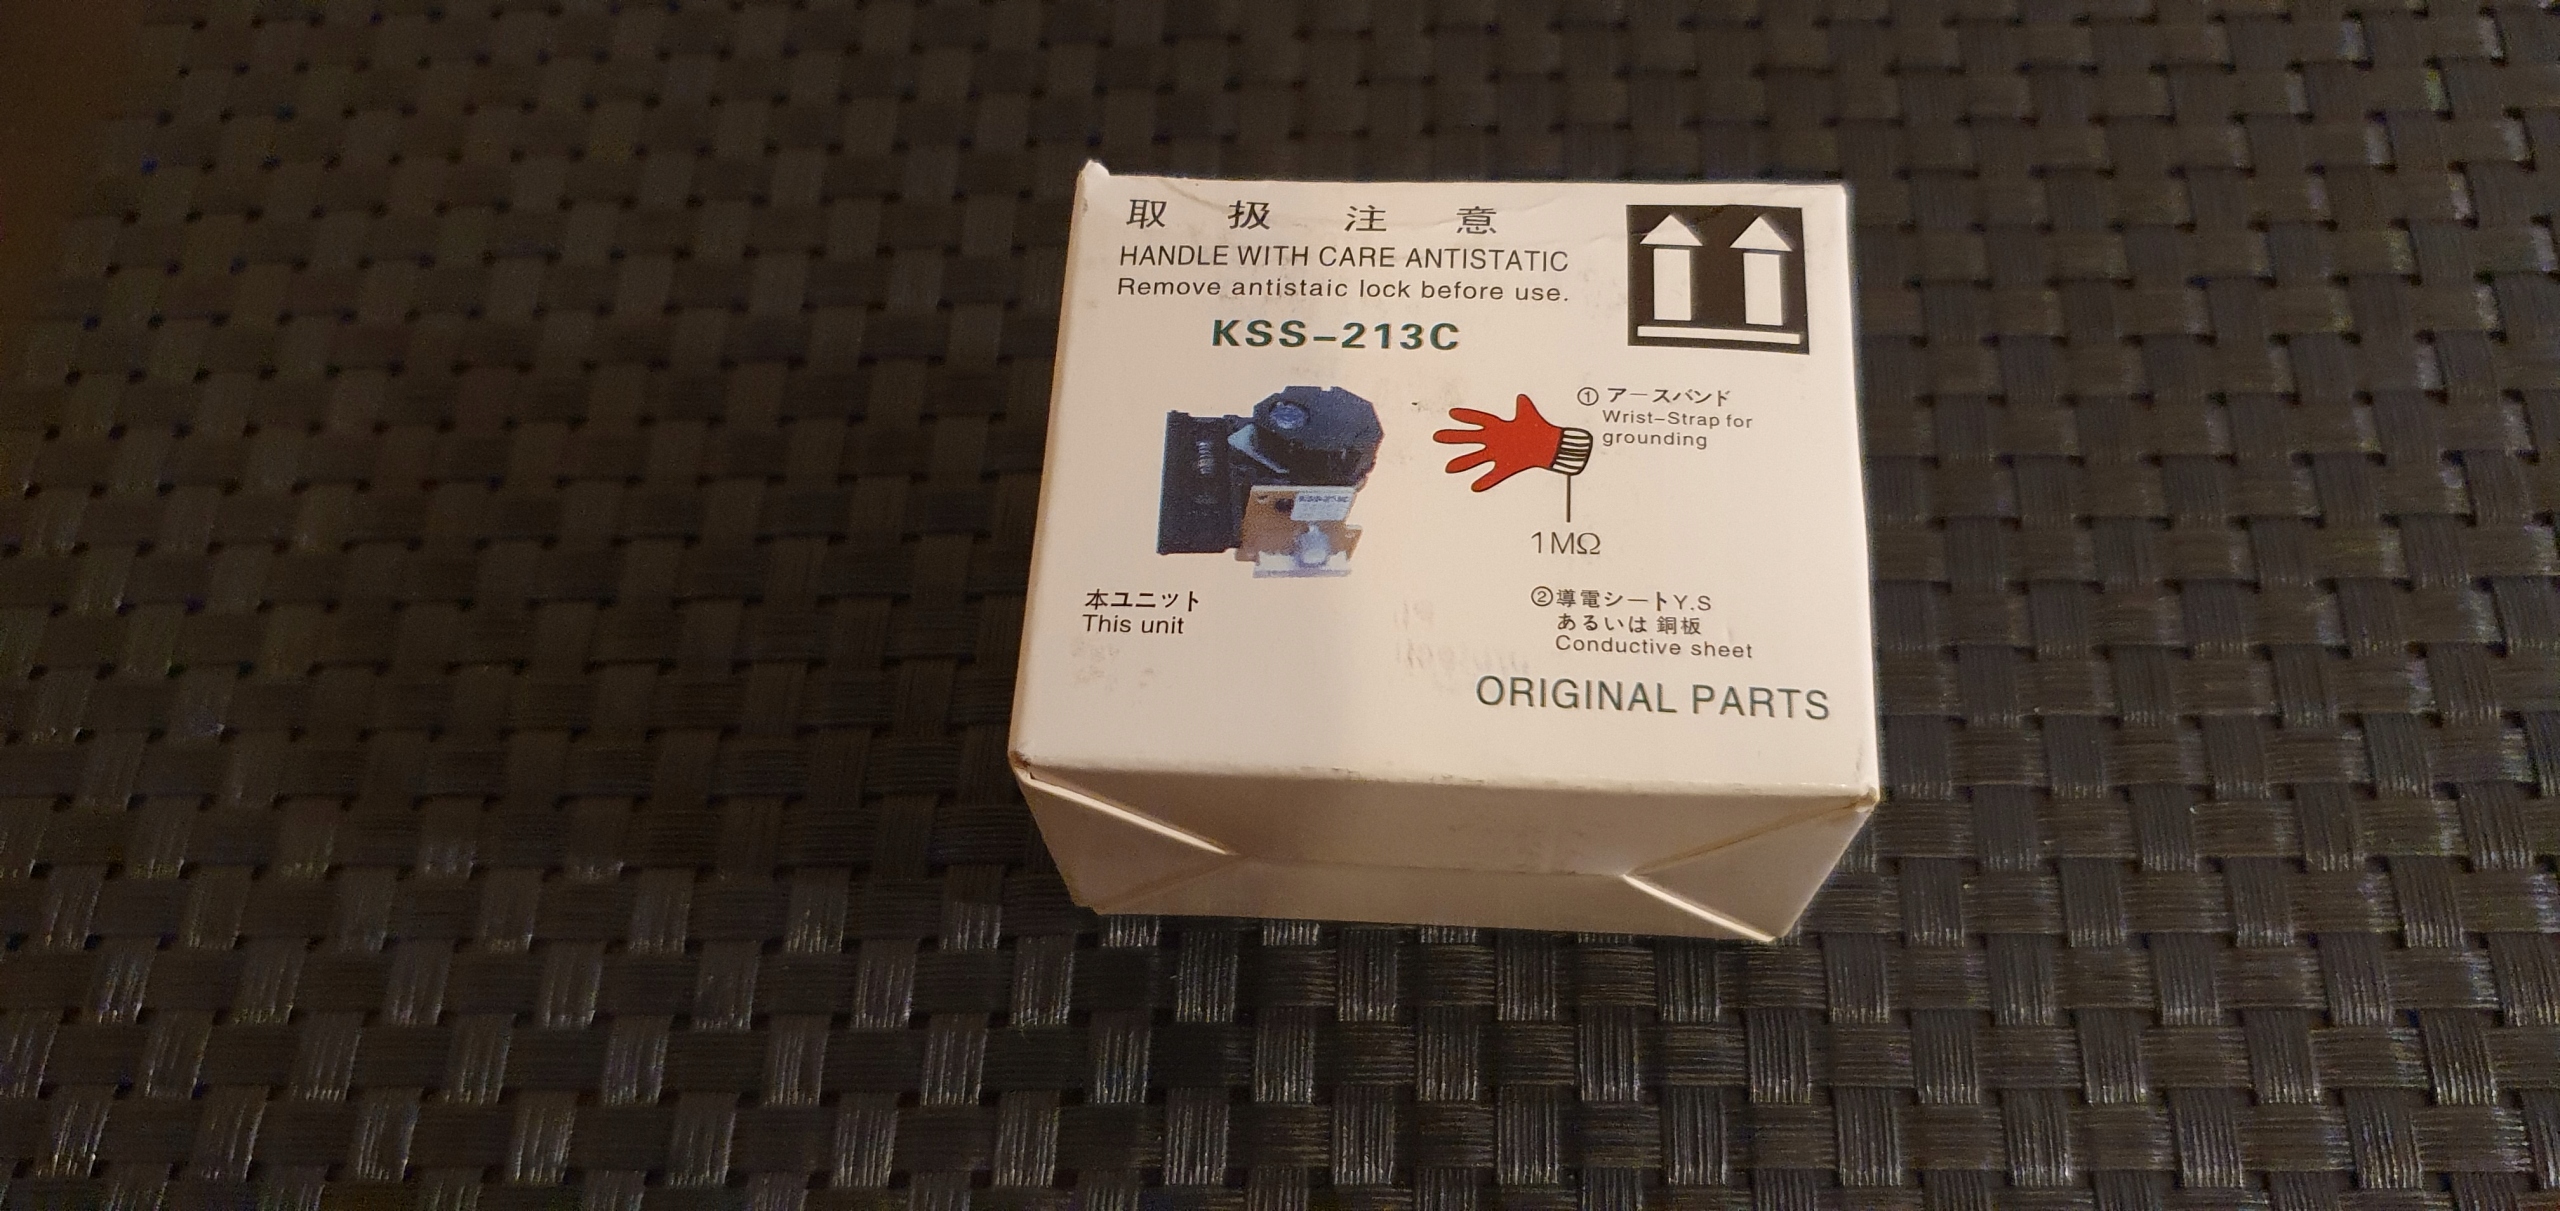 取扱注意
HANDLE WITH CARE ANTISTATIC
Remove antistaic lock before use.
KSS-213C
① アースバンド
Wrist-Strap for
grounding
1MΩ
本ユニット
This unit
②導電シートY.S
あるいは 銅板
Conductive sheet
ORIGINAL PARTS